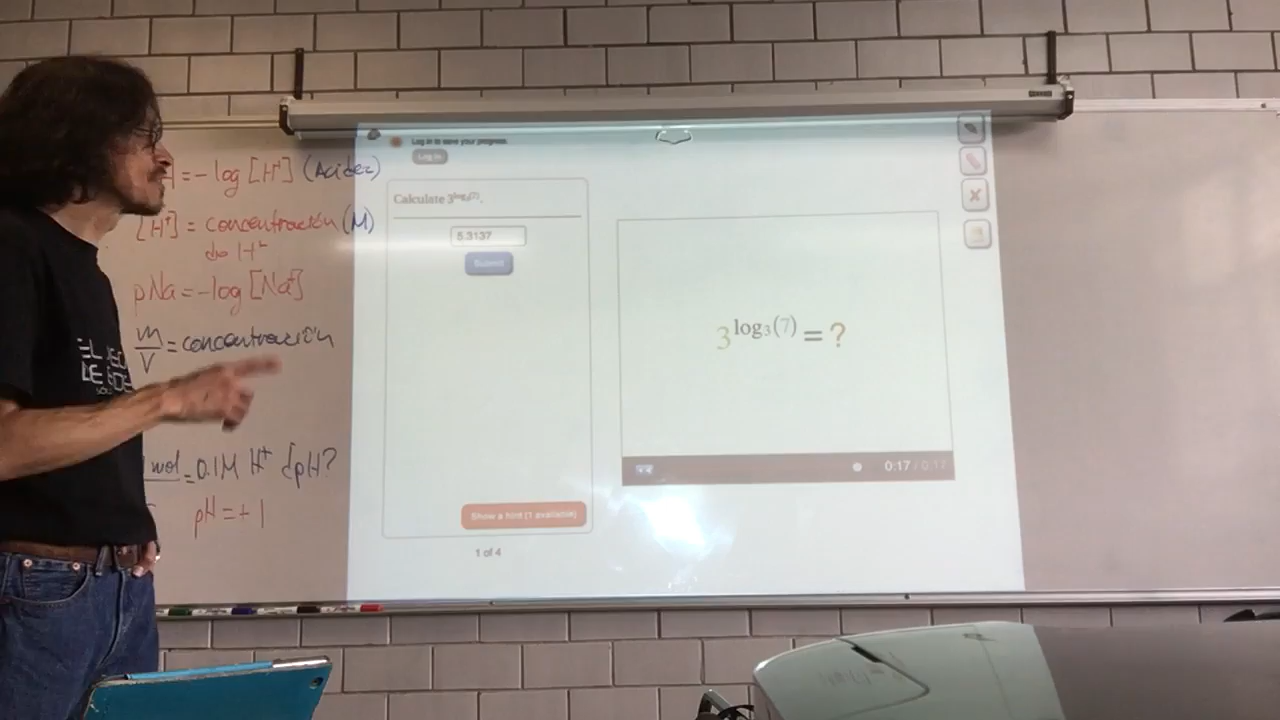 = -log [H⁺] (Acidez)
[H⁺] = concentración (M)
do H⁺
pNa = -log [Na⁺]
m/V = concentración
mol = 0.1M H⁺ ¿pH?
pH = + 1
EL
DE
Log in to save your progress.
Log in
Calculate 3^log₃(7).
5.3137
Submit
Show a hint (1 available)
1 of 4
3^log₃(7) = ?
0:17 / 0:17